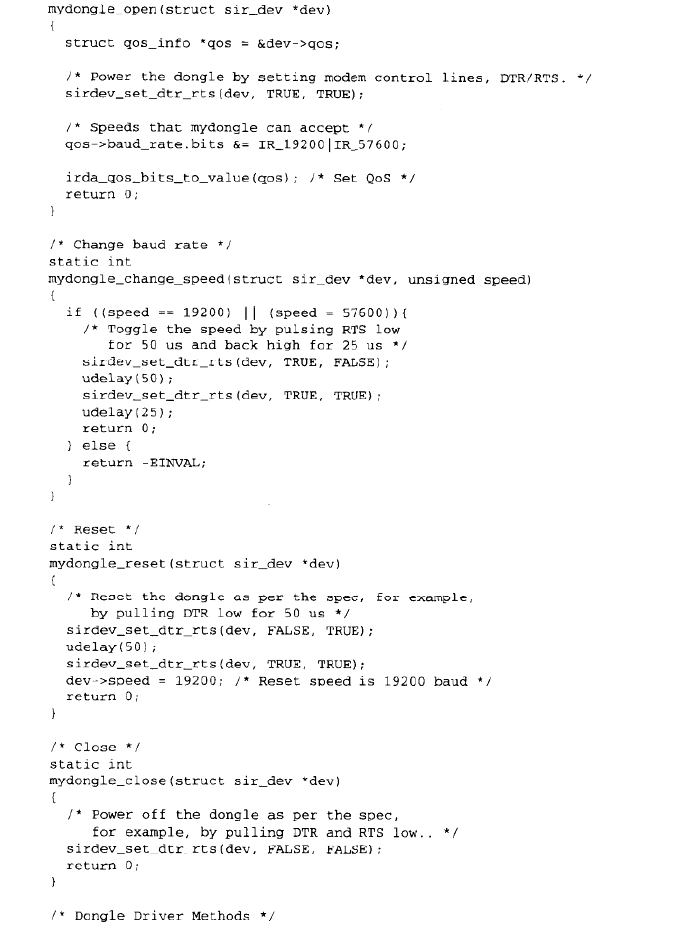 mydongle_open(struct sir_dev *dev)
{
  struct qos_info *qos = &dev->qos;

  /* Power the dongle by setting modem control lines, DTR/RTS. */
  sirdev_set_dtr_rts(dev, TRUE, TRUE);

  /* Speeds that mydongle can accept */
  qos->baud_rate.bits &= IR_19200|IR_57600;

  irda_qos_bits_to_value(qos); /* Set QoS */
  return 0;
}

/* Change baud rate */
static int
mydongle_change_speed(struct sir_dev *dev, unsigned speed)
{
  if ((speed == 19200) || (speed = 57600)){
    /* Toggle the speed by pulsing RTS low
       for 50 us and back high for 25 us */
    sirdev_set_dtr_rts(dev, TRUE, FALSE);
    udelay(50);
    sirdev_set_dtr_rts(dev, TRUE, TRUE);
    udelay(25);
    return 0;
  } else {
    return -EINVAL;
  }
}

/* Reset */
static int
mydongle_reset(struct sir_dev *dev)
{
  /* Reset the dongle as per the spec, for example,
     by pulling DTR low for 50 us */
  sirdev_set_dtr_rts(dev, FALSE, TRUE);
  udelay(50);
  sirdev_set_dtr_rts(dev, TRUE, TRUE);
  dev->speed = 19200; /* Reset speed is 19200 baud */
  return 0;
}

/* Close */
static int
mydongle_close(struct sir_dev *dev)
{
  /* Power off the dongle as per the spec,
     for example, by pulling DTR and RTS low.. */
  sirdev_set_dtr_rts(dev, FALSE, FALSE);
  return 0;
}

/* Dongle Driver Methods */